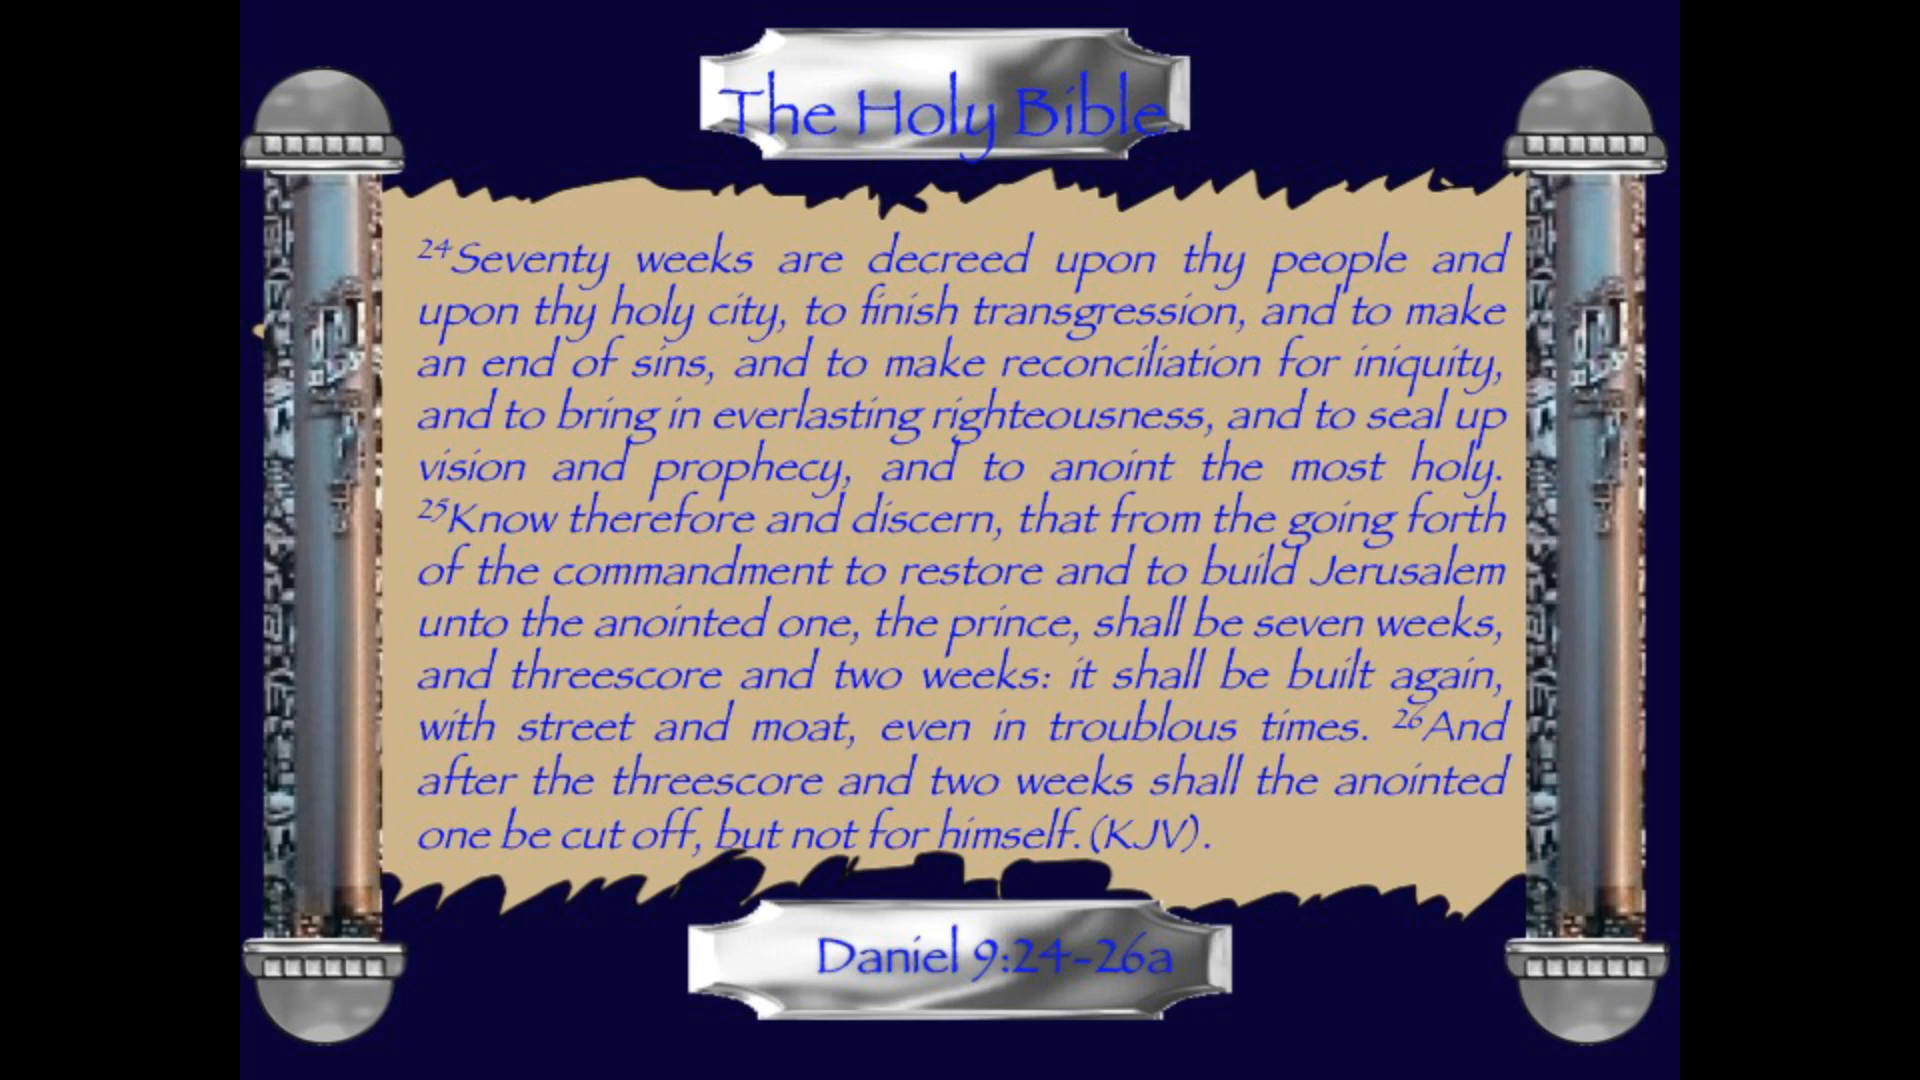 The Holy Bible
24Seventy weeks are decreed upon thy people and
upon thy holy city, to finish transgression, and to make
an end of sins, and to make reconciliation for iniquity,
and to bring in everlasting righteousness, and to seal up
vision and prophecy, and to anoint the most holy.
25Know therefore and discern, that from the going forth
of the commandment to restore and to build Jerusalem
unto the anointed one, the prince, shall be seven weeks,
and threescore and two weeks: it shall be built again,
with street and moat, even in troublous times. 26And
after the threescore and two weeks shall the anointed
one be cut off, but not for himself. (KJV).
Daniel 9:24-26a